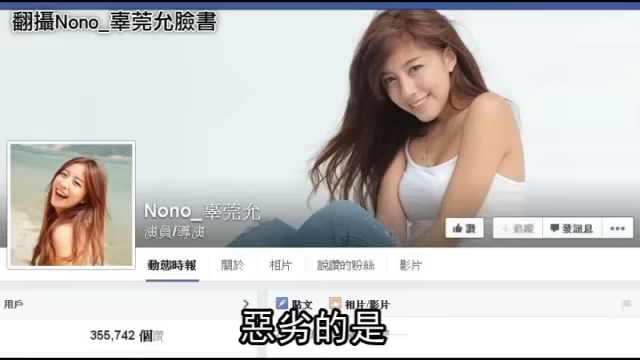 翻攝Nono_辜莞允臉書
Nono_辜莞允
演員/導演
讚
+ 追蹤
發訊息
動態時報
關於
相片
說讚的粉絲
影片
用戶
貼文
相片/影片
355,742 個讚
惡劣的是